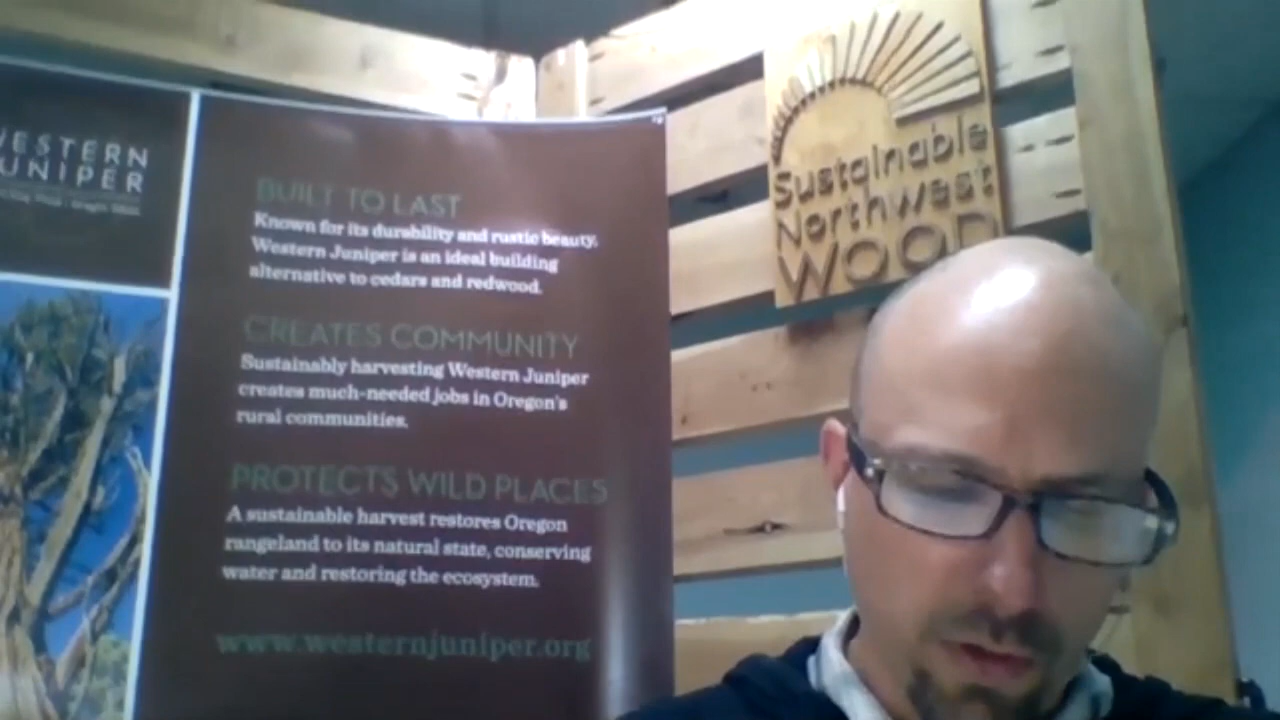 WESTERN
JUNIPER
BUILT TO LAST
Known for its durability and rustic beauty,
Western Juniper is an ideal building
alternative to cedars and redwood.
CREATES COMMUNITY
Sustainably harvesting Western Juniper
creates much-needed jobs in Oregon's
rural communities.
PROTECTS WILD PLACES
A sustainable harvest restores Oregon
rangeland to its natural state, conserving
water and restoring the ecosystem.
www.westernjuniper.org
Sustainable
Northwest
WOOD